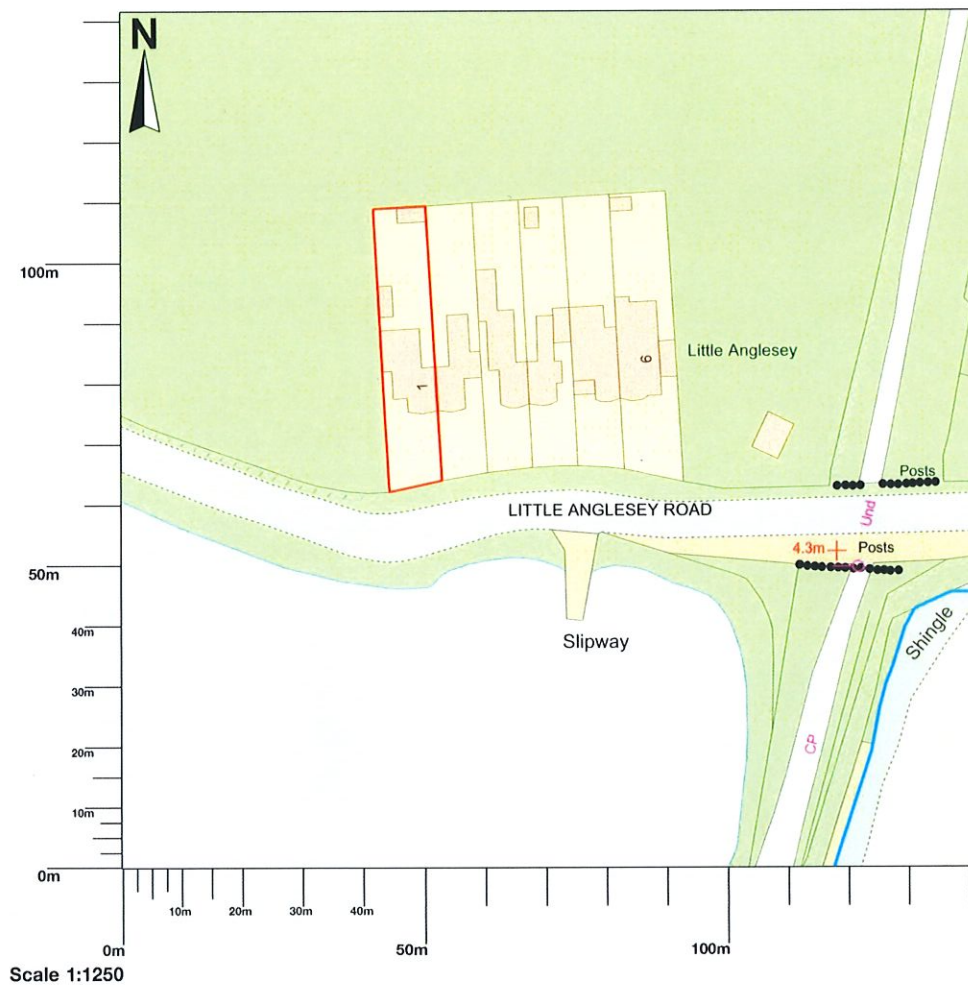 N
100m
1
6
Little Anglesey
Posts
LITTLE ANGLESEY ROAD
Und
4.3m
Posts
50m
40m
Slipway
Shingle
30m
20m
CP
10m
0m
10m
20m
30m
40m
0m
50m
100m
Scale 1:1250